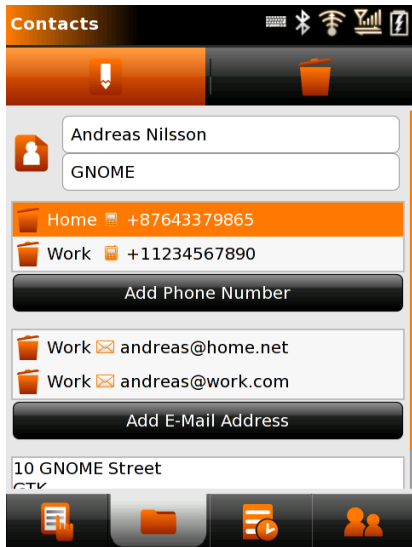 Contacts
Andreas Nilsson
GNOME
Home +87643379865
Work +11234567890
Add Phone Number
Work andreas@home.net
Work andreas@work.com
Add E-Mail Address
10 GNOME Street
GTK